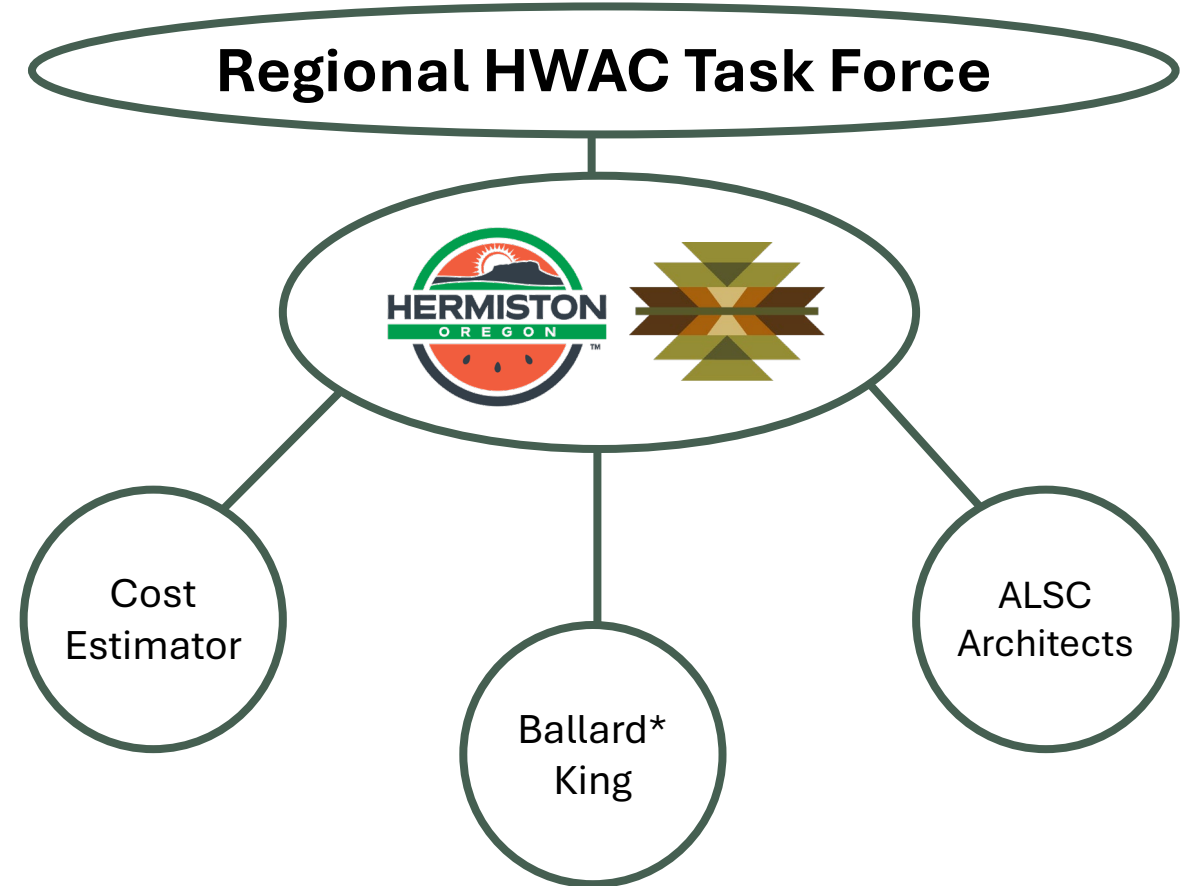 Regional HWAC Task Force
HERMISTON
OREGON
TM
Cost
Estimator
Ballard*
King
ALSC
Architects